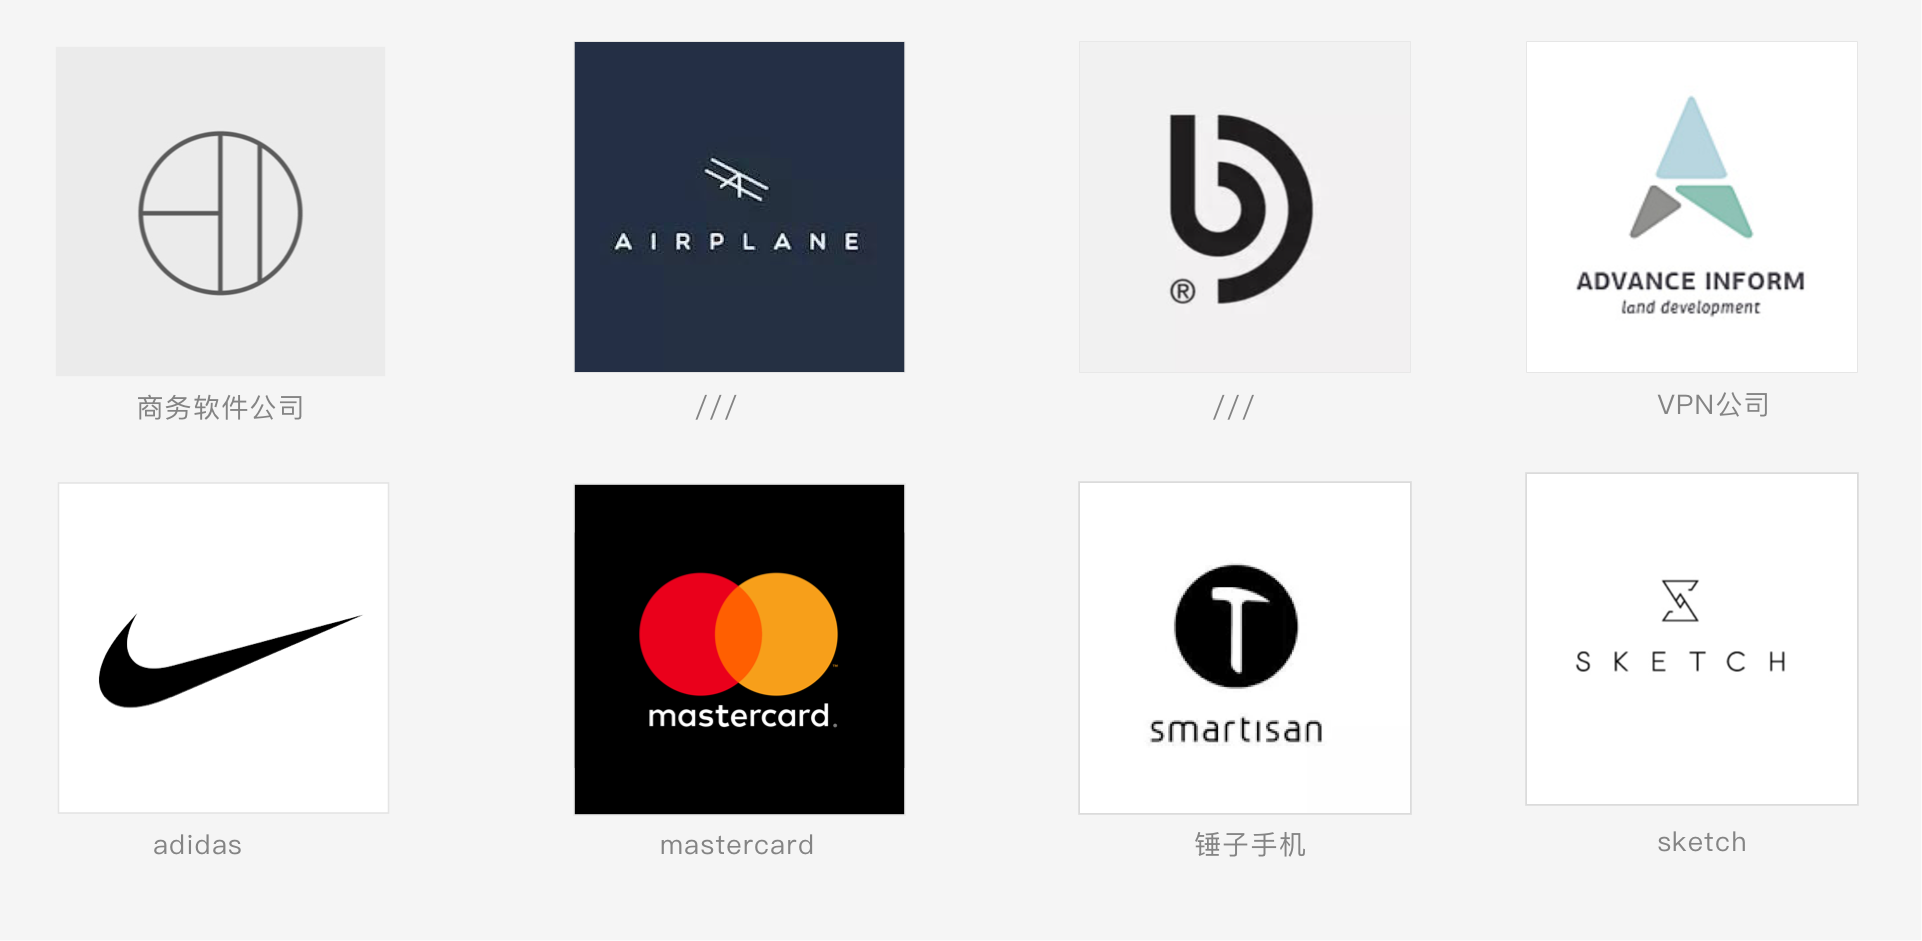 AIRPLANE
®
ADVANCE INFORM
land development
商务软件公司
///
///
VPN公司
mastercard.
smartisan
SKETCH
adidas
mastercard
锤子手机
sketch